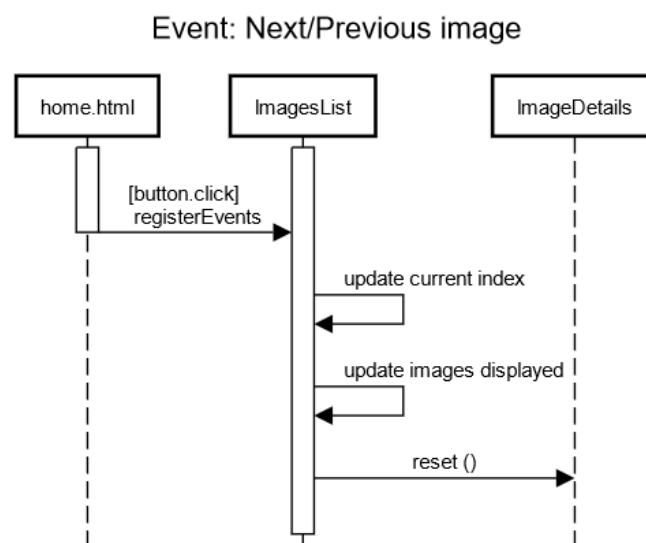 Event: Next/Previous image
home.html
ImagesList
ImageDetails
[button.click]
registerEvents
update current index
update images displayed
reset ()